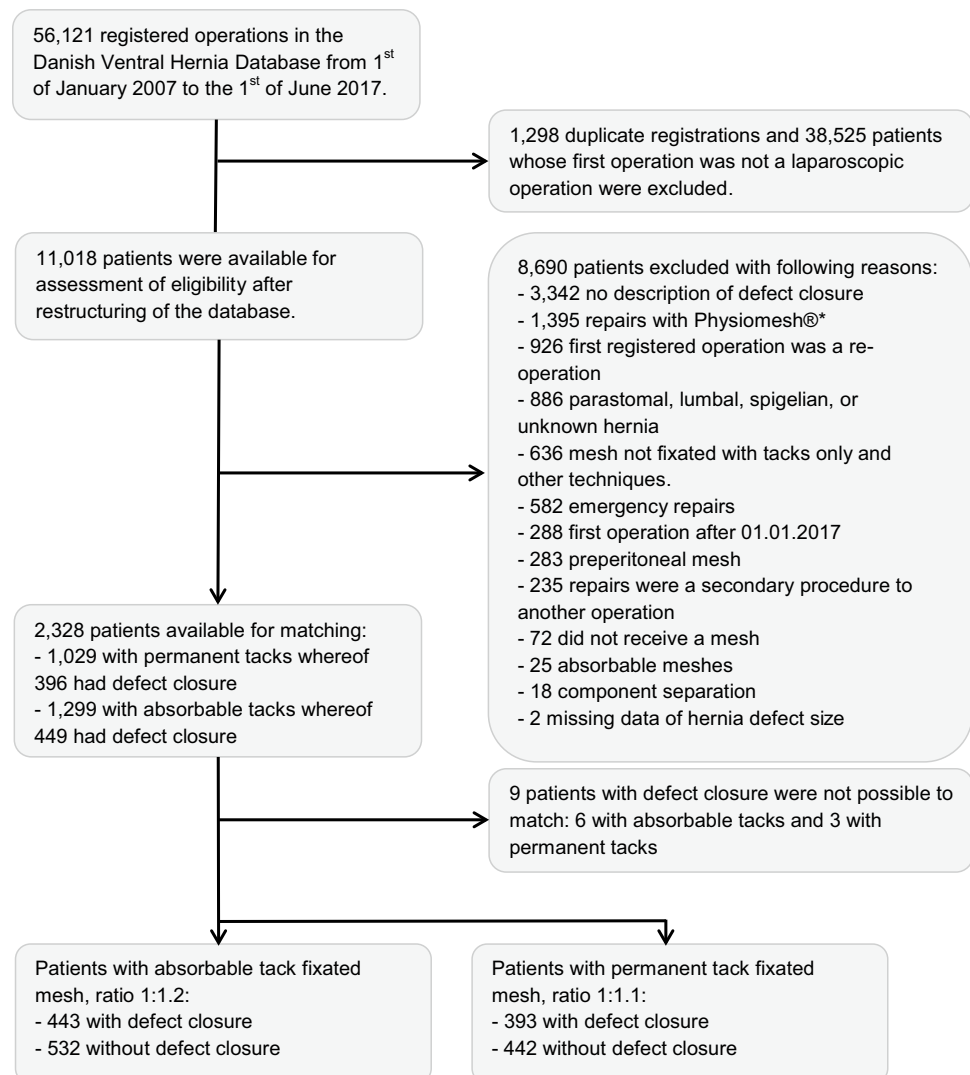 56,121 registered operations in the
Danish Ventral Hernia Database from 1st
of January 2007 to the 1st of June 2017.
1,298 duplicate registrations and 38,525 patients
whose first operation was not a laparoscopic
operation were excluded.
11,018 patients were available for
assessment of eligibility after
restructuring of the database.
8,690 patients excluded with following reasons:
- 3,342 no description of defect closure
- 1,395 repairs with Physiomesh®*
- 926 first registered operation was a re-
operation
- 886 parastomal, lumbal, spigelian, or
unknown hernia
- 636 mesh not fixated with tacks only and
other techniques.
- 582 emergency repairs
- 288 first operation after 01.01.2017
- 283 preperitoneal mesh
- 235 repairs were a secondary procedure to
another operation
- 72 did not receive a mesh
- 25 absorbable meshes
- 18 component separation
- 2 missing data of hernia defect size
2,328 patients available for matching:
- 1,029 with permanent tacks whereof
396 had defect closure
- 1,299 with absorbable tacks whereof
449 had defect closure
9 patients with defect closure were not possible to
match: 6 with absorbable tacks and 3 with
permanent tacks
Patients with absorbable tack fixated
mesh, ratio 1:1.2:
- 443 with defect closure
- 532 without defect closure
Patients with permanent tack fixated
mesh, ratio 1:1.1:
- 393 with defect closure
- 442 without defect closure